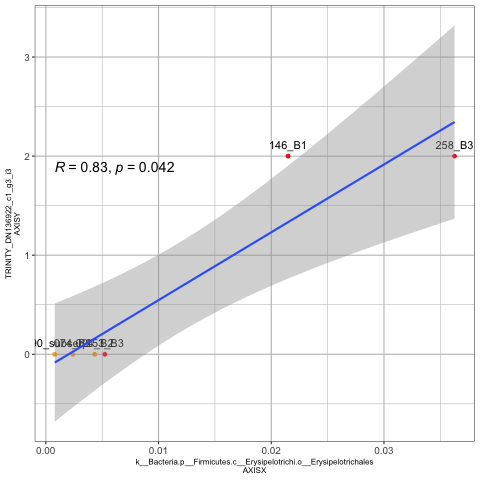 3
146_B1
258_B3
2
R = 0.83, p = 0.042
TRINITY_DN136922_c1_g3_i3
AXISY
1
0
0.00
0.01
0.02
0.03
k__Bacteria.p__Firmicutes.c__Erysipelotrichi.o__Erysipelotrichales
AXISX